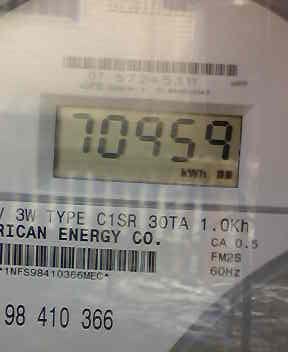 70959
kWh
/ 3W TYPE C1SR 30TA 1.0Kh
RICAN ENERGY CO.
CA 0.5
*1NFS98410366MEC*
FM2S
60Hz
98 410 366